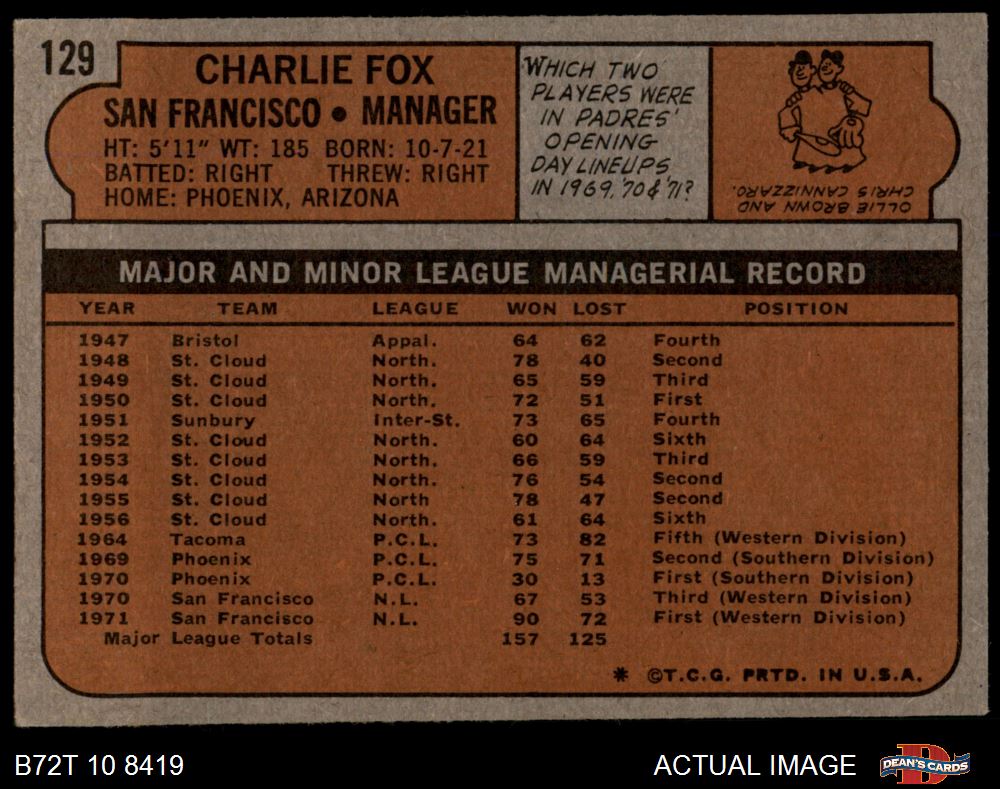 129
CHARLIE FOX
SAN FRANCISCO • MANAGER
HT: 5'11" WT: 185 BORN: 10-7-21
BATTED: RIGHT THREW: RIGHT
HOME: PHOENIX, ARIZONA
WHICH TWO
PLAYERS WERE
IN PADRES'
OPENING
DAY LINEUPS
IN 1969, '70 & '71?
OLLIE BROWN AND
CHRIS CANNIZZARO.
MAJOR AND MINOR LEAGUE MANAGERIAL RECORD
YEAR TEAM LEAGUE WON LOST POSITION
1947 Bristol Appal. 64 62 Fourth
1948 St. Cloud North. 78 40 Second
1949 St. Cloud North. 65 59 Third
1950 St. Cloud North. 72 51 First
1951 Sunbury Inter-St. 73 65 Fourth
1952 St. Cloud North. 60 64 Sixth
1953 St. Cloud North. 66 59 Third
1954 St. Cloud North. 76 54 Second
1955 St. Cloud North 78 47 Second
1956 St. Cloud North. 61 64 Sixth
1964 Tacoma P.C.L. 73 82 Fifth (Western Division)
1969 Phoenix P.C.L. 75 71 Second (Southern Division)
1970 Phoenix P.C.L. 30 13 First (Southern Division)
1970 San Francisco N.L. 67 53 Third (Western Division)
1971 San Francisco N.L. 90 72 First (Western Division)
Major League Totals 157 125
* ©T.C.G. PRTD. IN U.S.A.
B72T 10 8419 ACTUAL IMAGE
DEAN'S CARDS